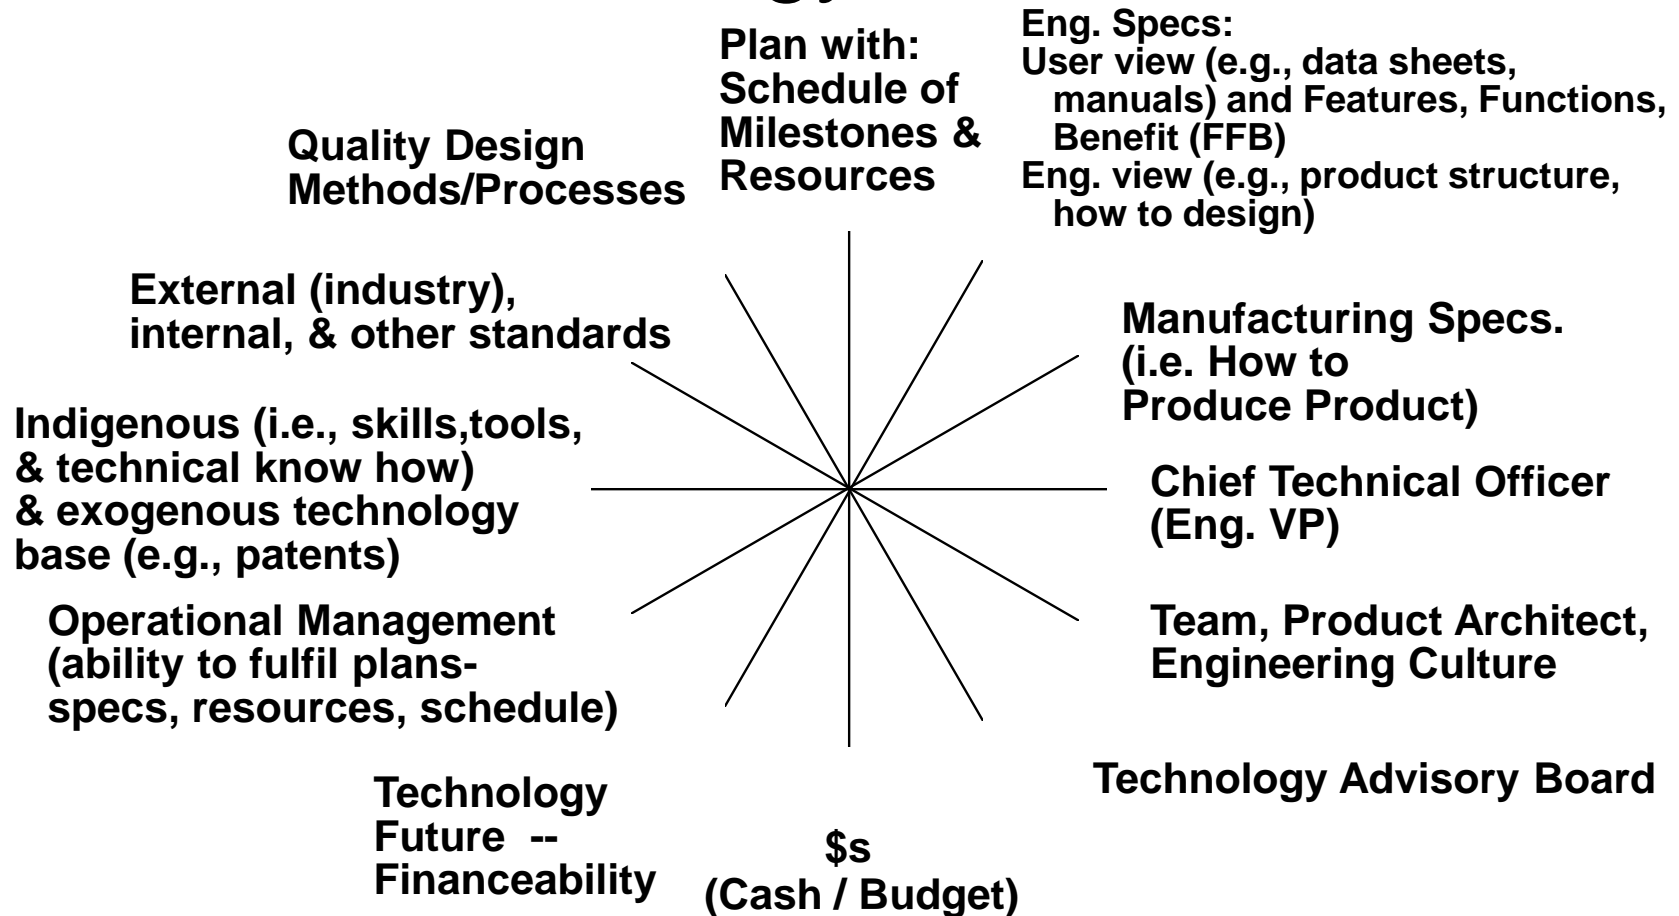 Plan with:
Schedule of
Milestones &
Resources
Eng. Specs:
User view (e.g., data sheets,
manuals) and Features, Functions,
Benefit (FFB)
Eng. view (e.g., product structure,
how to design)
Quality Design
Methods/Processes
External (industry),
internal, & other standards
Manufacturing Specs.
(i.e. How to
Produce Product)
Indigenous (i.e., skills,tools,
& technical know how)
& exogenous technology
base (e.g., patents)
Chief Technical Officer
(Eng. VP)
Operational Management
(ability to fulfil plans-
specs, resources, schedule)
Team, Product Architect,
Engineering Culture
Technology
Future --
Financeability
$s
(Cash / Budget)
Technology Advisory Board